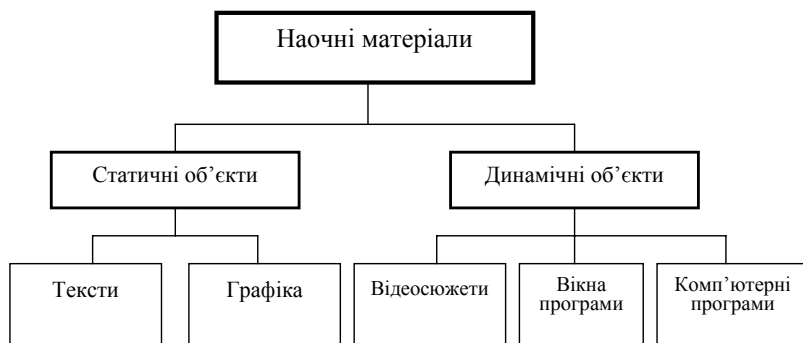 Наочні матеріали
Статичні об’єкти
Динамічні об’єкти
Тексти
Графіка
Відеосюжети
Вікна
програми
Комп’ютерні
програми